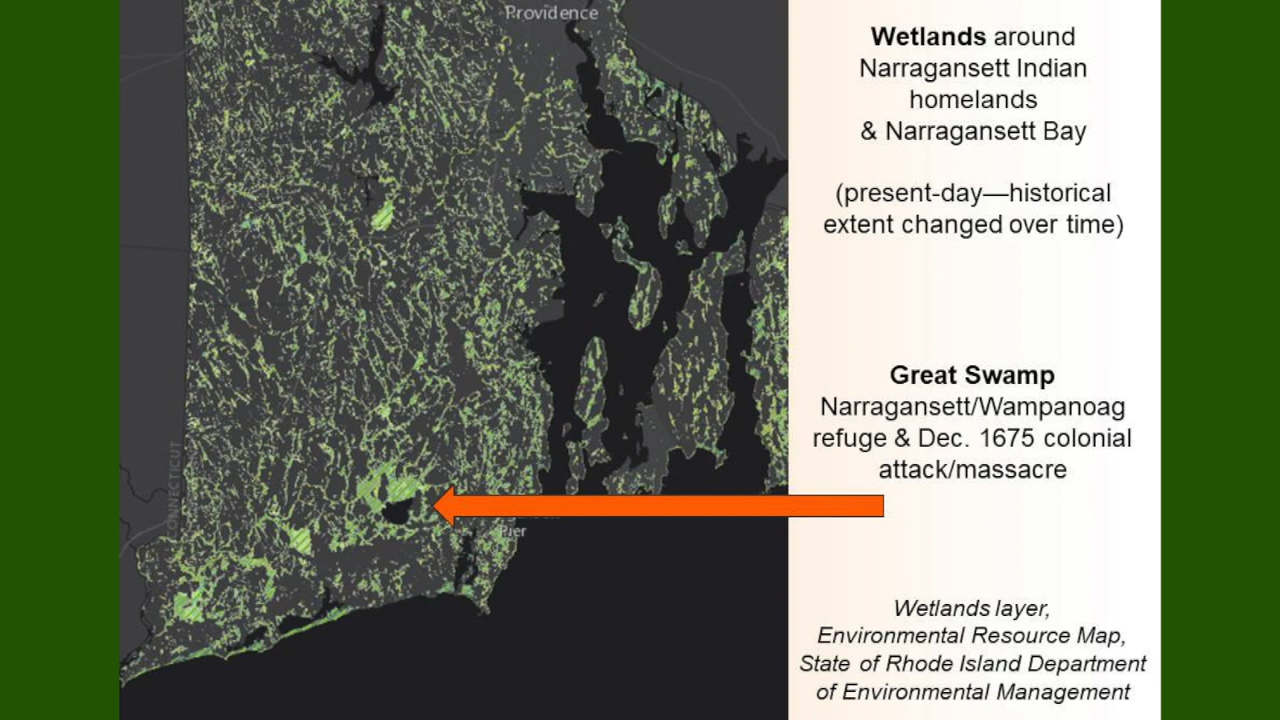 Providence
Wetlands around
Narragansett Indian
homelands
& Narragansett Bay
(present-day—historical
extent changed over time)
Great Swamp
Narragansett/Wampanoag
refuge & Dec. 1675 colonial
attack/massacre
Pier
Wetlands layer,
Environmental Resource Map,
State of Rhode Island Department
of Environmental Management